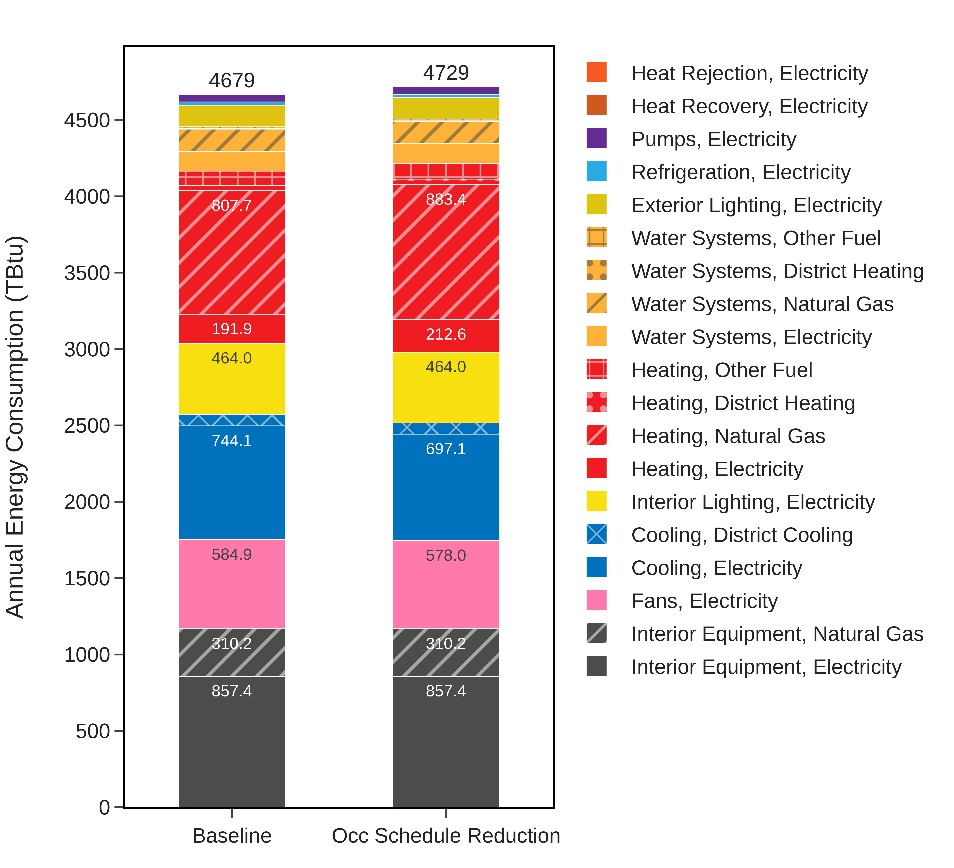 4679
4729
Annual Energy Consumption (TBtu)
4500
4000
3500
3000
2500
2000
1500
1000
500
0
807.7
191.9
464.0
744.1
584.9
310.2
857.4
883.4
212.6
464.0
697.1
578.0
310.2
857.4
Baseline
Occ Schedule Reduction
Heat Rejection, Electricity
Heat Recovery, Electricity
Pumps, Electricity
Refrigeration, Electricity
Exterior Lighting, Electricity
Water Systems, Other Fuel
Water Systems, District Heating
Water Systems, Natural Gas
Water Systems, Electricity
Heating, Other Fuel
Heating, District Heating
Heating, Natural Gas
Heating, Electricity
Interior Lighting, Electricity
Cooling, District Cooling
Cooling, Electricity
Fans, Electricity
Interior Equipment, Natural Gas
Interior Equipment, Electricity